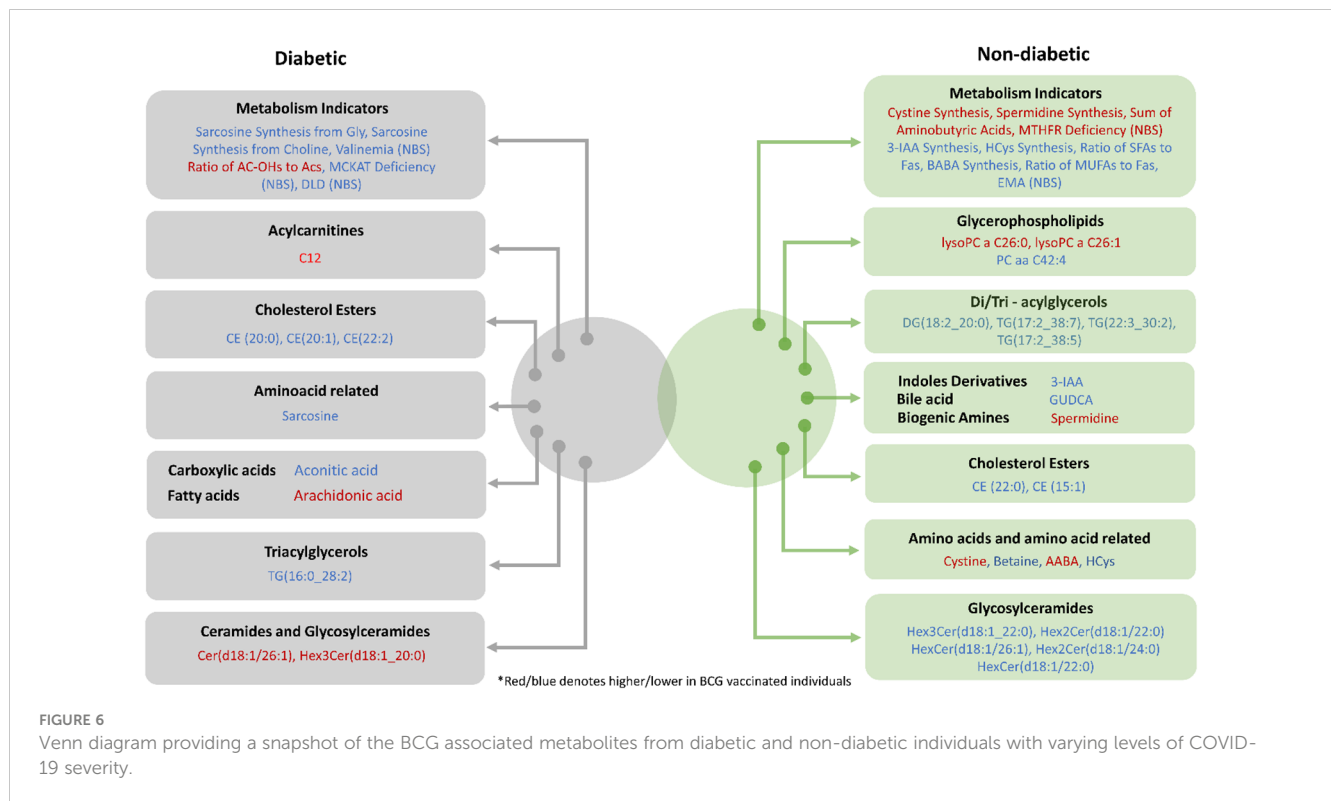 Diabetic
Metabolism Indicators
Sarcosine Synthesis from Gly, Sarcosine
Synthesis from Choline, Valinemia (NBS)
Ratio of AC-OHs to Acs, MCKAT Deficiency
(NBS), DLD (NBS)
Acylcarnitines
C12
Cholesterol Esters
CE (20:0), CE(20:1), CE(22:2)
Aminoacid related
Sarcosine
Carboxylic acids Aconitic acid
Fatty acids Arachidonic acid
Triacylglycerols
TG(16:0_28:2)
Ceramides and Glycosylceramides
Cer(d18:1/26:1), Hex3Cer(d18:1_20:0)
Non-diabetic
Metabolism Indicators
Cystine Synthesis, Spermidine Synthesis, Sum of
Aminobutyric Acids, MTHFR Deficiency (NBS)
3-IAA Synthesis, HCys Synthesis, Ratio of SFAs to
Fas, BABA Synthesis, Ratio of MUFAs to Fas,
EMA (NBS)
Glycerophospholipids
lysoPC a C26:0, lysoPC a C26:1
PC aa C42:4
Di/Tri - acylglycerols
DG(18:2_20:0), TG(17:2_38:7), TG(22:3_30:2),
TG(17:2_38:5)
Indoles Derivatives 3-IAA
Bile acid GUDCA
Biogenic Amines Spermidine
Cholesterol Esters
CE (22:0), CE (15:1)
Amino acids and amino acid related
Cystine, Betaine, AABA, HCys
Glycosylceramides
Hex3Cer(d18:1_22:0), Hex2Cer(d18:1/22:0)
HexCer(d18:1/26:1), Hex2Cer(d18:1/24:0)
HexCer(d18:1/22:0)
*Red/blue denotes higher/lower in BCG vaccinated individuals
FIGURE 6
Venn diagram providing a snapshot of the BCG associated metabolites from diabetic and non-diabetic individuals with varying levels of COVID-
19 severity.